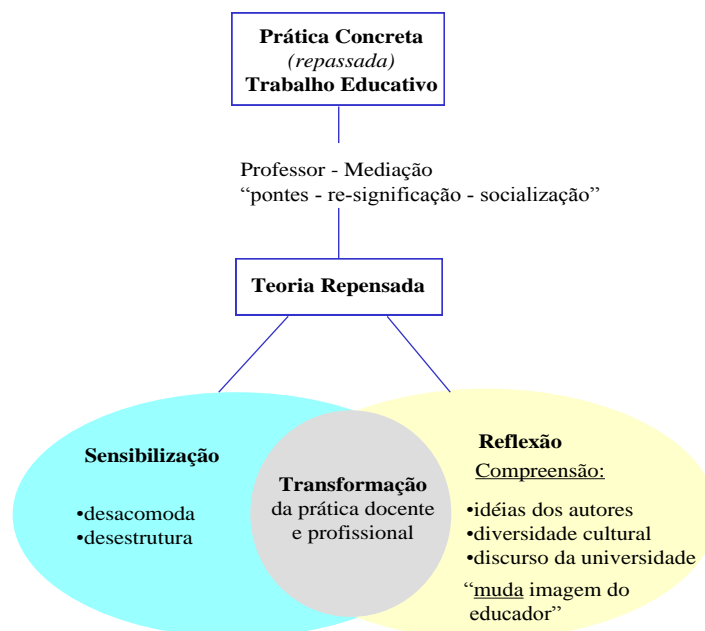 Prática Concreta
(repassada)
Trabalho Educativo
Professor - Mediação
“pontes - re-significação - socialização”
Teoria Repensada
Sensibilização
•desacomoda
•desestrutura
Transformação
da prática docente
e profissional
Reflexão
Compreensão:
•idéias dos autores
•diversidade cultural
•discurso da universidade
“muda imagem do
educador”